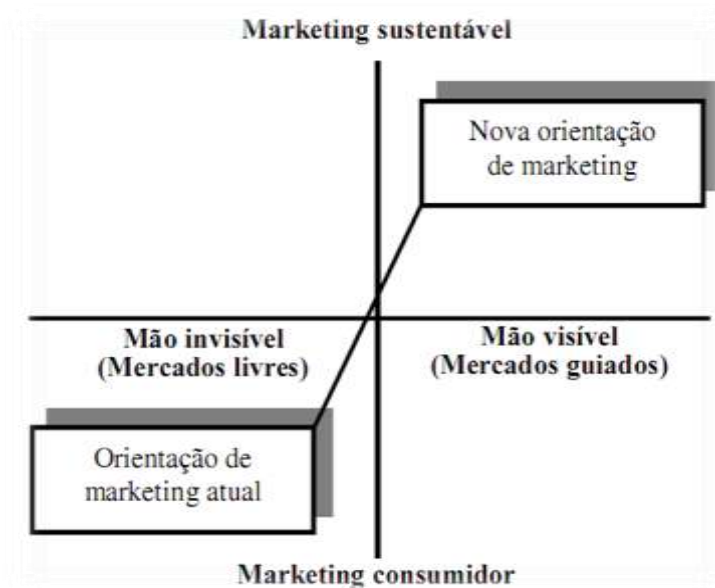 Marketing sustentável
Nova orientação
de marketing
Mão invisível
(Mercados livres)
Mão visível
(Mercados guiados)
Orientação de
marketing atual
Marketing consumidor